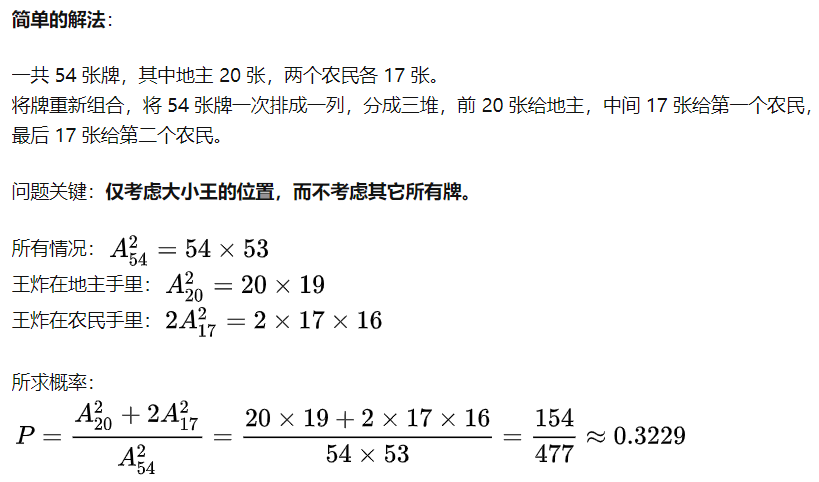 简单的解法：
一共 54 张牌，其中地主 20 张，两个农民各 17 张。
将牌重新组合，将 54 张牌一次排成一列，分成三堆，前 20 张给地主，中间 17 张给第一个农民，
最后 17 张给第二个农民。
问题关键：仅考虑大小王的位置，而不考虑其它所有牌。
所有情况： $A_{54}^{2} = 54 \times 53$
王炸在地主手里： $A_{20}^{2} = 20 \times 19$
王炸在农民手里： $2A_{17}^{2} = 2 \times 17 \times 16$
所求概率：
$P = \frac{A_{20}^{2} + 2A_{17}^{2}}{A_{54}^{2}} = \frac{20 \times 19 + 2 \times 17 \times 16}{54 \times 53} = \frac{154}{477} \approx 0.3229$